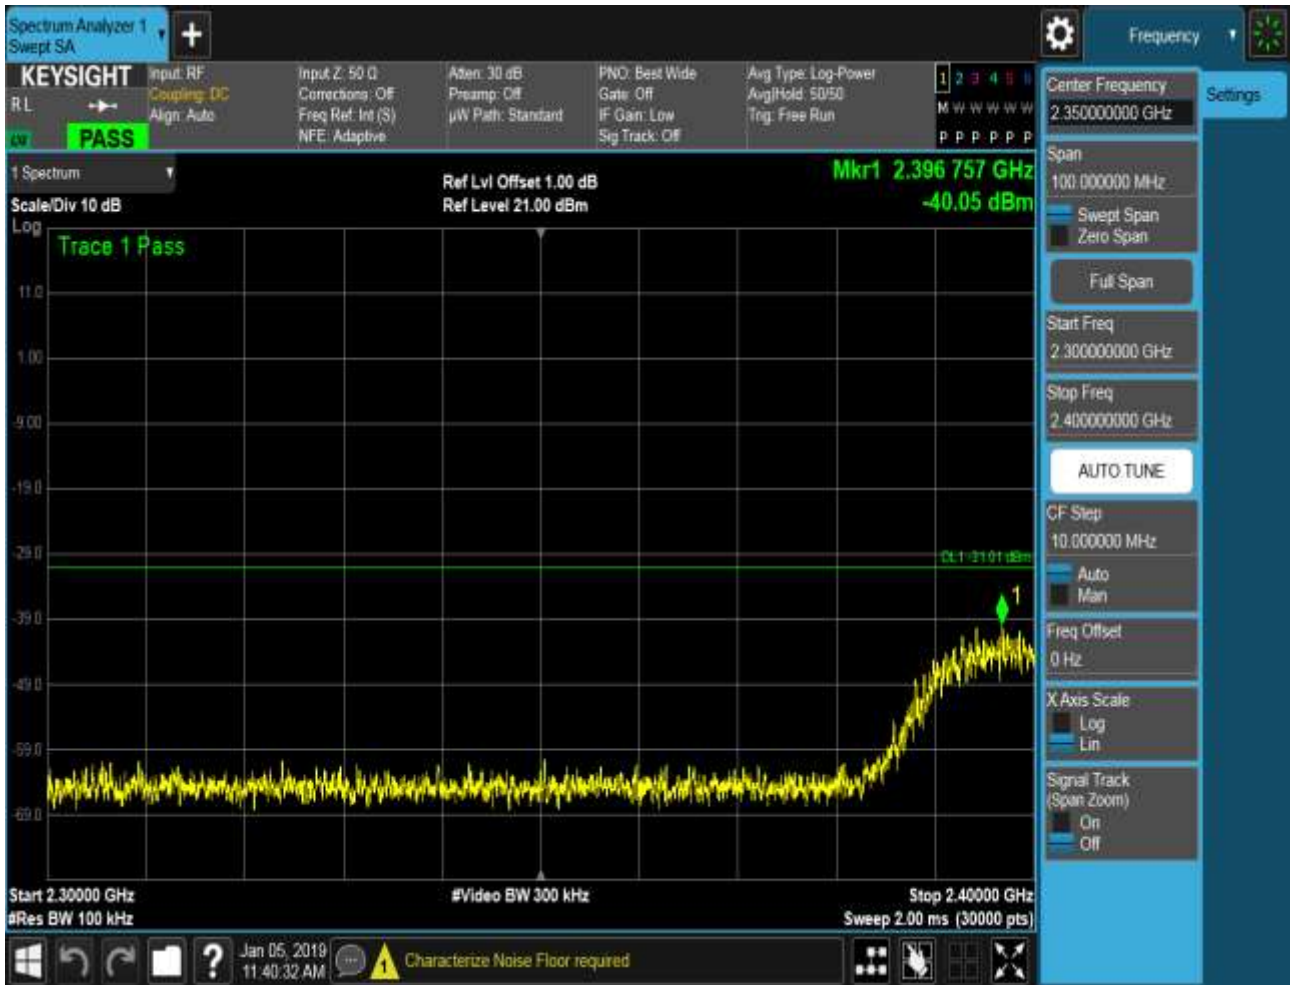 Spectrum Analyzer 1
Swept SA
Frequency
KEYSIGHT
R L
PASS
Input: RF
Coupling: DC
Align: Auto
Input Z: 50 Ω
Corrections: Off
Freq Ref: Int (S)
NFE: Adaptive
Atten: 30 dB
Preamp: Off
µW Path: Standard
PNO: Best Wide
Gate: Off
IF Gain: Low
Sig Track: Off
Avg Type: Log-Power
Avg|Hold: 50/50
Trig: Free Run
1 2 3 4 5 6
M W W W W W
P P P P P P
1 Spectrum
Scale/Div 10 dB
Ref Lvl Offset 1.00 dB
Ref Level 21.00 dBm
Mkr1 2.396 757 GHz
-40.05 dBm
Log
Trace 1 Pass
11.0
1.00
-9.00
-19.0
-29.0
DL1 -31.01 dBm
1
-39.0
-49.0
-59.0
-69.0
Start 2.30000 GHz
#Video BW 300 kHz
Stop 2.40000 GHz
#Res BW 100 kHz
Sweep 2.00 ms (30000 pts)
Center Frequency
2.350000000 GHz
Settings
Span
100.000000 MHz
Swept Span
Zero Span
Full Span
Start Freq
2.300000000 GHz
Stop Freq
2.400000000 GHz
AUTO TUNE
CF Step
10.000000 MHz
Auto
Man
Freq Offset
0 Hz
X Axis Scale
Log
Lin
Signal Track
(Span Zoom)
On
Off
?
Jan 05, 2019
11:40:32 AM
1
Characterize Noise Floor required